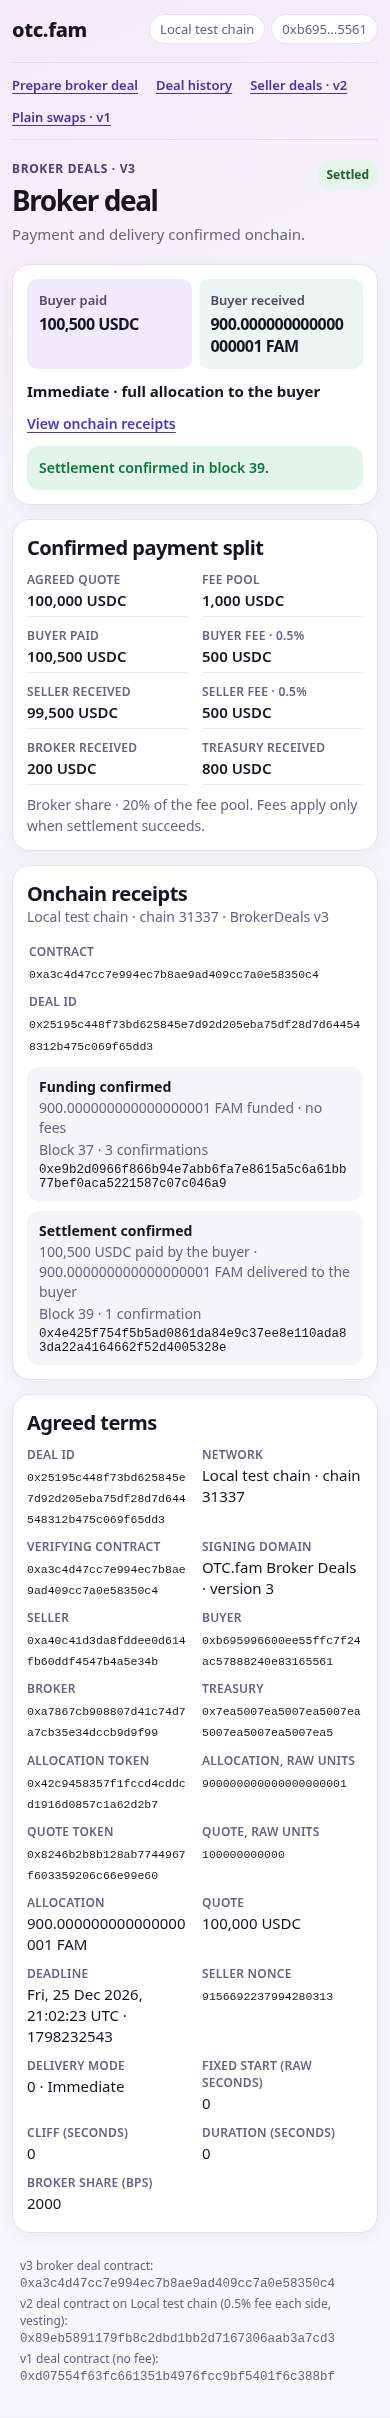 otc.fam
Local test chain
0xb695…5561
Prepare broker deal
Deal history
Seller deals · v2
Plain swaps · v1
BROKER DEALS · V3
Settled
Broker deal
Payment and delivery confirmed onchain.
Buyer paid
100,500 USDC
Buyer received
900.000000000000
000001 FAM
Immediate · full allocation to the buyer
View onchain receipts
Settlement confirmed in block 39.
Confirmed payment split
AGREED QUOTE
100,000 USDC
FEE POOL
1,000 USDC
BUYER PAID
100,500 USDC
BUYER FEE · 0.5%
500 USDC
SELLER RECEIVED
99,500 USDC
SELLER FEE · 0.5%
500 USDC
BROKER RECEIVED
200 USDC
TREASURY RECEIVED
800 USDC
Broker share · 20% of the fee pool. Fees apply only
when settlement succeeds.
Onchain receipts
Local test chain · chain 31337 · BrokerDeals v3
CONTRACT
0xa3c4d47cc7e994ec7b8ae9ad409cc7a0e58350c4
DEAL ID
0x25195c448f73bd625845e7d92d205eba75df28d7d64454
8312b475c069f65dd3
Funding confirmed
900.000000000000000001 FAM funded · no
fees
Block 37 · 3 confirmations
0xe9b2d0966f866b94e7abb6fa7e8615a5c6a61bb
77bef0aca5221587c07c046a9
Settlement confirmed
100,500 USDC paid by the buyer ·
900.000000000000000001 FAM delivered to the
buyer
Block 39 · 1 confirmation
0x4e425f754f5b5ad0861da84e9c37ee8e110ada8
3da22a4164662f52d4005328e
Agreed terms
DEAL ID
0x25195c448f73bd625845e
7d92d205eba75df28d7d644
548312b475c069f65dd3
NETWORK
Local test chain · chain
31337
VERIFYING CONTRACT
0xa3c4d47cc7e994ec7b8ae
9ad409cc7a0e58350c4
SIGNING DOMAIN
OTC.fam Broker Deals
· version 3
SELLER
0xa40c41d3da8fddee0d614
fb60ddf4547b4a5e34b
BUYER
0xb695996600ee55ffc7f24
ac57888240e83165561
BROKER
0xa7867cb908807d41c74d7
a7cb35e34dccb9d9f99
TREASURY
0x7ea5007ea5007ea5007ea
5007ea5007ea5007ea5
ALLOCATION TOKEN
0x42c9458357f1fccd4cddc
d1916d0857c1a62d2b7
ALLOCATION, RAW UNITS
900000000000000000001
QUOTE TOKEN
0x8246b2b8b128ab7744967
f603359206c66e99e60
QUOTE, RAW UNITS
100000000000
ALLOCATION
900.000000000000000
001 FAM
QUOTE
100,000 USDC
DEADLINE
Fri, 25 Dec 2026,
21:02:23 UTC ·
1798232543
SELLER NONCE
9156692237994280313
DELIVERY MODE
0 · Immediate
FIXED START (RAW
SECONDS)
0
CLIFF (SECONDS)
0
DURATION (SECONDS)
0
BROKER SHARE (BPS)
2000
v3 broker deal contract:
0xa3c4d47cc7e994ec7b8ae9ad409cc7a0e58350c4
v2 deal contract on Local test chain (0.5% fee each side,
vesting):
0x89eb5891179fb8c2dbd1bb2d7167306aab3a7cd3
v1 deal contract (no fee):
0xd07554f63fc661351b4976fcc9bf5401f6c388bf